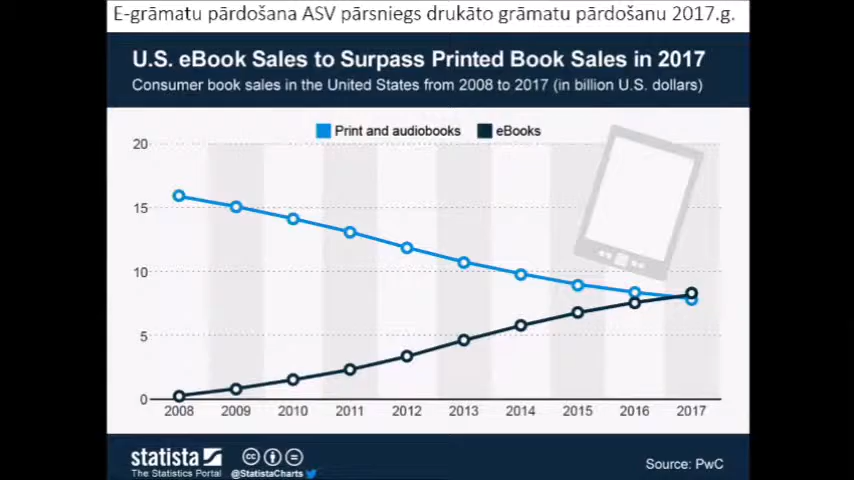 E-grāmatu pārdošana ASV pārsniegs drukāto grāmatu pārdošanu 2017.g.
U.S. eBook Sales to Surpass Printed Book Sales in 2017
Consumer book sales in the United States from 2008 to 2017 (in billion U.S. dollars)
Print and audiobooks eBooks
20
15
10
5
0
2008 2009 2010 2011 2012 2013 2014 2015 2016 2017
statista
The Statistics Portal
@StatistaCharts
Source: PwC